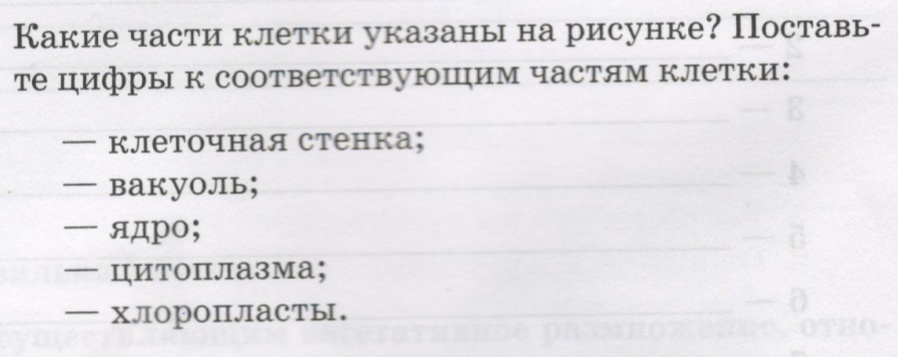 Какие части клетки указаны на рисунке? Поставь-
те цифры к соответствующим частям клетки:
— клеточная стенка;
— вакуоль;
— ядро;
— цитоплазма;
— хлоропласты.